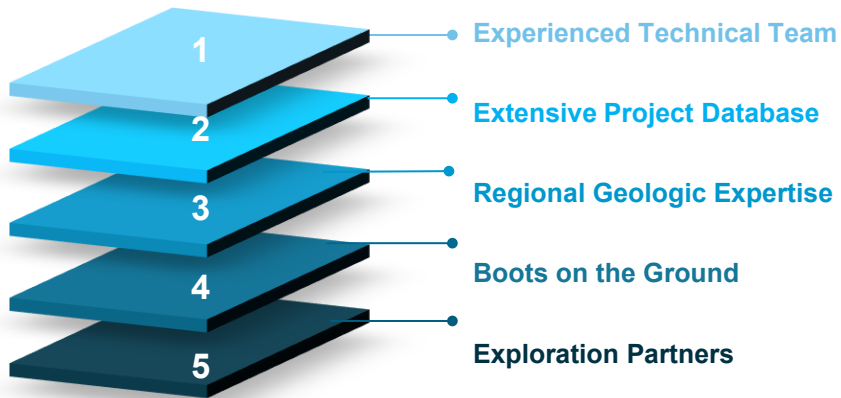 1
Experienced Technical Team
2
Extensive Project Database
3
Regional Geologic Expertise
4
Boots on the Ground
5
Exploration Partners